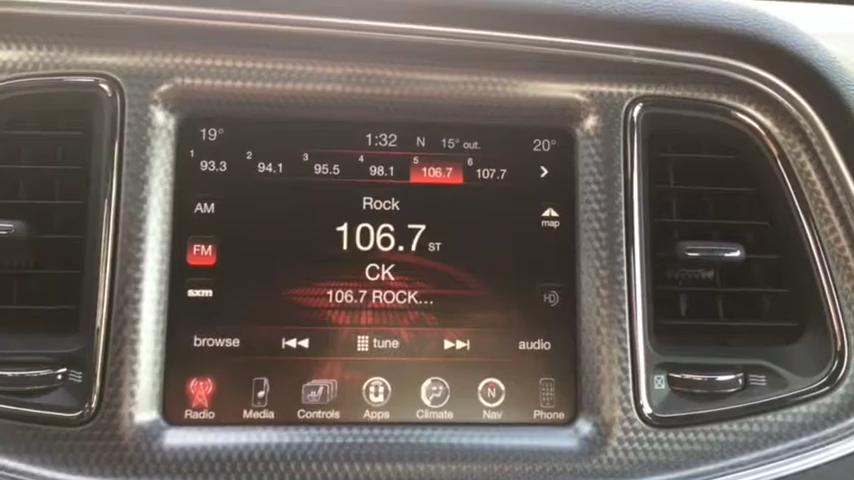 19° 1:32 N 15° out. 20°
1 93.3 2 94.1 3 95.5 4 98.1 5 106.7 6 107.7 >
AM Rock map
106.7 ST
FM CK
sxm 106.7 ROCK... HD
browse tune audio
Radio Media Controls Apps Climate N Nav Phone